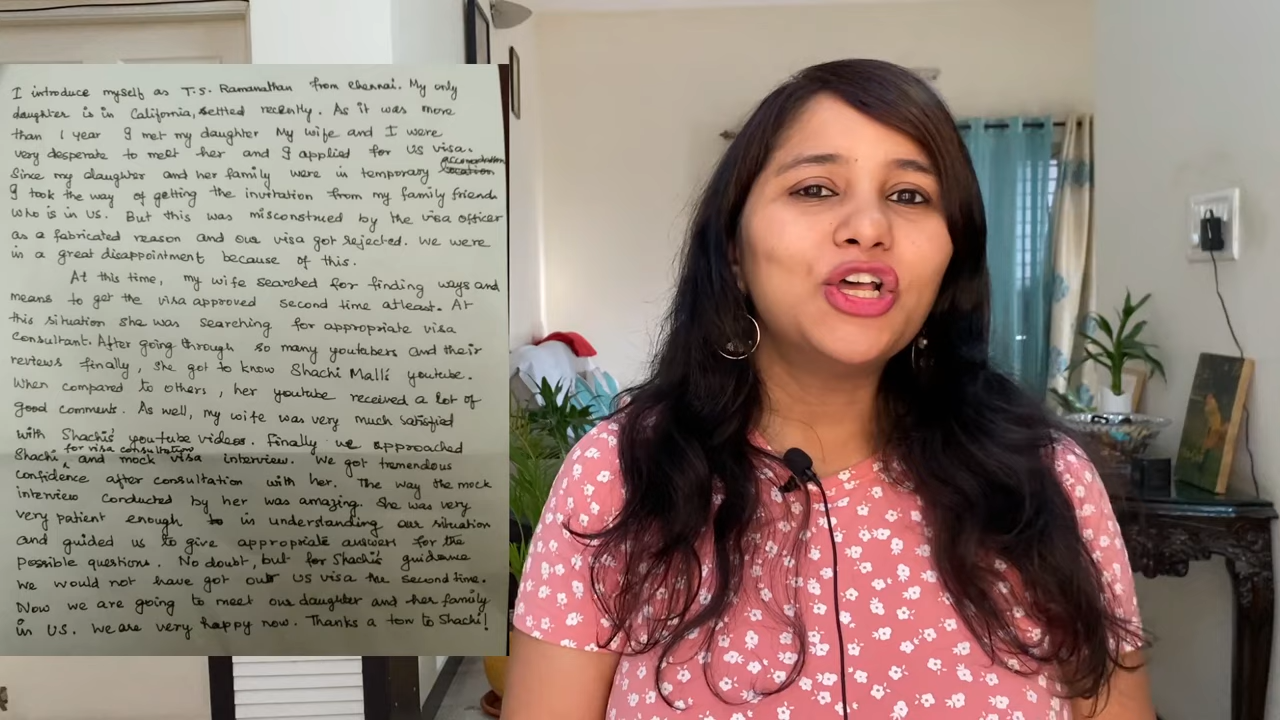 I introduce myself as T.S. Ramanathan from Chennai. My only
daughter is in California, settled recently. As it was more
than 1 year I met my daughter My wife and I were
very desperate to meet her and I applied for US visa.
Since my daughter and her family were in temporary accomodation
I took the way of getting the invitation from my family friends
who is in US. But this was misconstrued by the visa officer
as a fabricated reason and our visa got rejected. We were
in a great disappointment because of this.
At this time, my wife searched for finding ways and
means to get the visa approved second time atleast. At
this situation she was searching for appropriate visa
Consultant. After going through so many youtubers and their
reviews finally, she got to know Shachi Mall's youtube.
When compared to others, her youtube received a lot of
good comments. As well, my wife was very much satisfied
with Shachi's youtube videos. Finally we approached
Shachi for visa consultation and mock visa interview. We got tremendous
confidence after consultation with her. The way the mock
interview conducted by her was amazing. She was very
very patient enough in understanding our situation
and guided us to give appropriate answers for the
possible questions. No doubt, but for Shachi's guidance
we would not have got our US visa the second time.
Now we are going to meet our daughter and her family
in US. We are very happy now. Thanks a ton to Shachi!